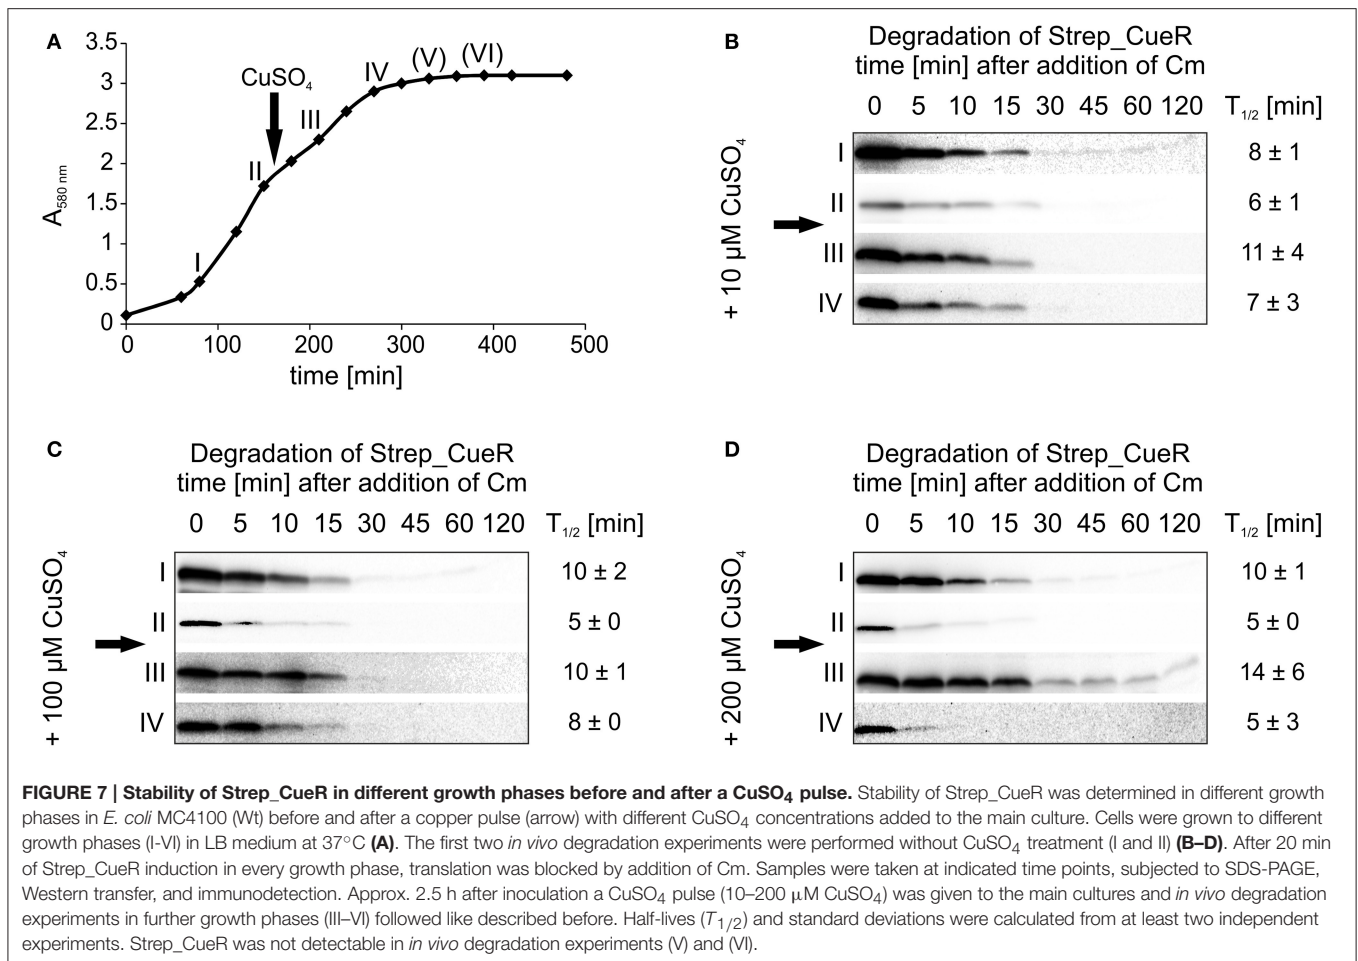 A
3.5
3
2.5
2
1.5
1
0.5
0
A580 nm
CuSO4
I
II
III
IV
(V)
(VI)
0
100
200
300
400
500
time [min]
B
Degradation of Strep_CueR
time [min] after addition of Cm
0 5 10 15 30 45 60 120 T1/2 [min]
+ 10 µM CuSO4
I 8 ± 1
II 6 ± 1
III 11 ± 4
IV 7 ± 3
C
Degradation of Strep_CueR
time [min] after addition of Cm
0 5 10 15 30 45 60 120 T1/2 [min]
+ 100 µM CuSO4
I 10 ± 2
II 5 ± 0
III 10 ± 1
IV 8 ± 0
D
Degradation of Strep_CueR
time [min] after addition of Cm
0 5 10 15 30 45 60 120 T1/2 [min]
+ 200 µM CuSO4
I 10 ± 1
II 5 ± 0
III 14 ± 6
IV 5 ± 3
FIGURE 7 | Stability of Strep_CueR in different growth phases before and after a CuSO4 pulse. Stability of Strep_CueR was determined in different growth
phases in E. coli MC4100 (Wt) before and after a copper pulse (arrow) with different CuSO4 concentrations added to the main culture. Cells were grown to different
growth phases (I-VI) in LB medium at 37°C (A). The first two in vivo degradation experiments were performed without CuSO4 treatment (I and II) (B–D). After 20 min
of Strep_CueR induction in every growth phase, translation was blocked by addition of Cm. Samples were taken at indicated time points, subjected to SDS-PAGE,
Western transfer, and immunodetection. Approx. 2.5 h after inoculation a CuSO4 pulse (10–200 µM CuSO4) was given to the main cultures and in vivo degradation
experiments in further growth phases (III–VI) followed like described before. Half-lives (T1/2) and standard deviations were calculated from at least two independent
experiments. Strep_CueR was not detectable in in vivo degradation experiments (V) and (VI).